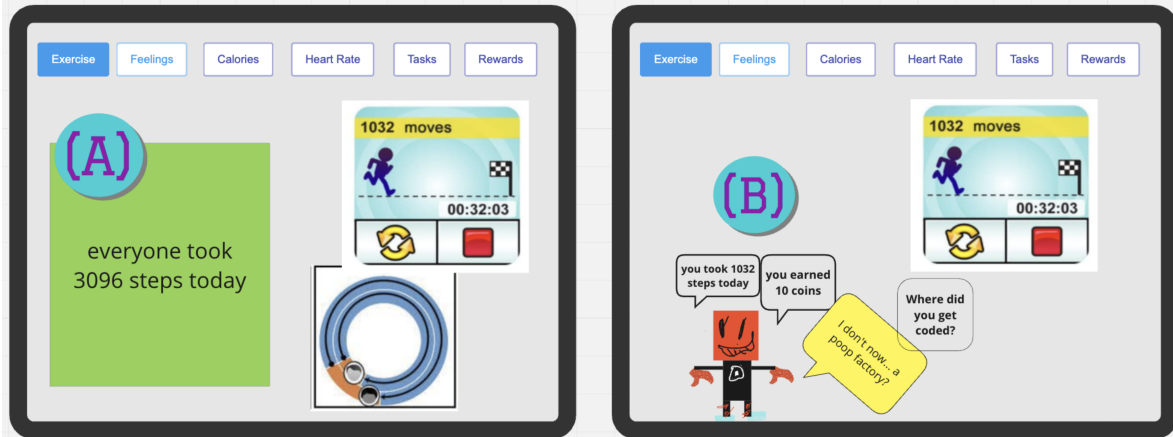 Exercise
Feelings
Calories
Heart Rate
Tasks
Rewards
(A)
everyone took
3096 steps today
1032 moves
00:32:03
Exercise
Feelings
Calories
Heart Rate
Tasks
Rewards
(B)
1032 moves
00:32:03
you took 1032
steps today
you earned
10 coins
Where did
you get
coded?
I don't now... a
poop factory?
D